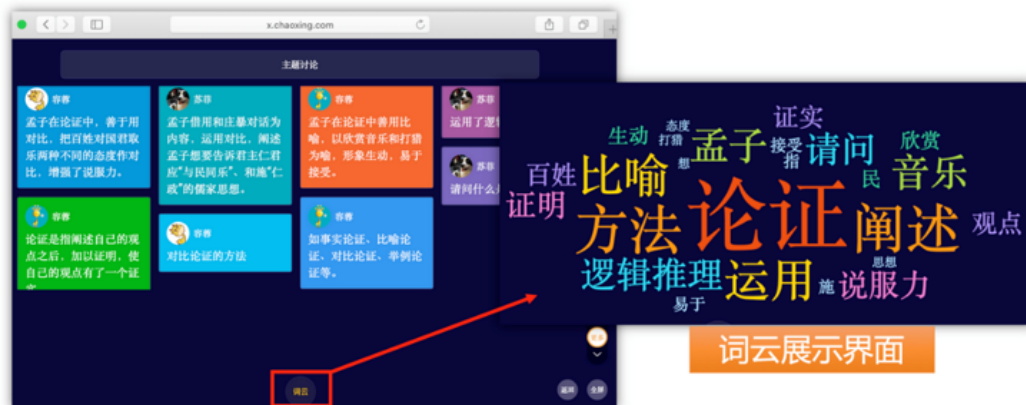 x.chaoxing.com
主题讨论
容蓉
孟子在论证中，善于用
对比，把百姓对国君取
乐两种不同的态度作对
比，增强了说服力。
苏菲
孟子借用和庄暴对话为
内容，运用对比，阐述
孟子想要告诉君主仁君
应“与民同乐”、和施“仁
政”的儒家思想。
容蓉
孟子在论证中善用比
喻，以欣赏音乐和打猎
为喻，形象生动，易于
接受。
苏菲
运用了逻
苏菲
请问什么
容蓉
论证是指阐述自己的观
点之后，加以证明，使
自己的观点有了一个证
容蓉
对比论证的方法
容蓉
如事实论证、比喻论
证、对比论证、举例论
证等。
词云
返回
全屏
证实
态度
生动
打猎
孟子
接受
请问
欣赏
想
指
百姓
比喻
民
音乐
证明
方法
论证
阐述
观点
逻辑推理
运用
思想
施
说服力
易于
词云展示界面